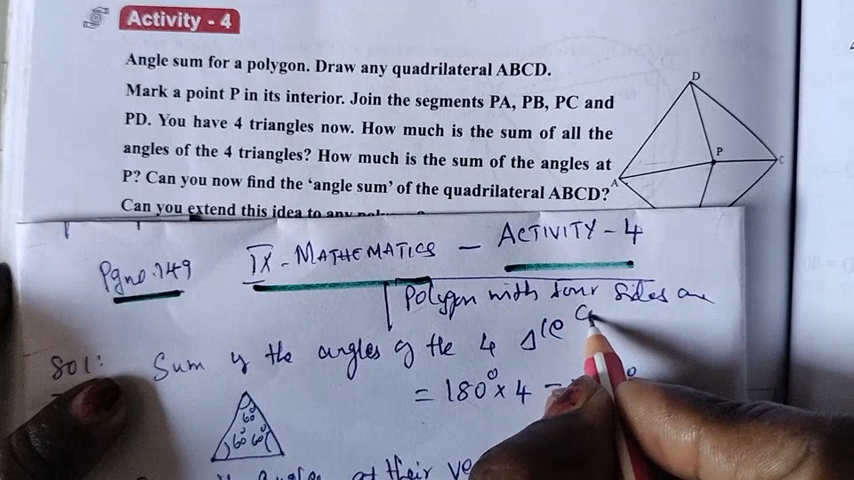 Activity - 4
Angle sum for a polygon. Draw any quadrilateral ABCD.
Mark a point P in its interior. Join the segments PA, PB, PC and
PD. You have 4 triangles now. How much is the sum of all the
angles of the 4 triangles? How much is the sum of the angles at
P? Can you now find the ‘angle sum’ of the quadrilateral ABCD?
Can you extend this idea to any
D
P
C
A
Pg no. 149
IX - MATHEMATICS - ACTIVITY - 4
Polygon with four sides
Sol: Sum of the angles of the 4
= 180° × 4
60°
60° 60°
angles at their